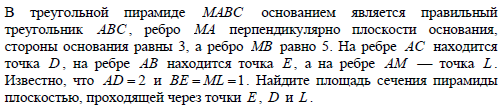 В треугольной пирамиде MABC основанием является правильный
треугольник ABC, ребро MA перпендикулярно плоскости основания,
стороны основания равны 3, а ребро MB равно 5. На ребре AC находится
точка D, на ребре AB находится точка E, а на ребре AM — точка L.
Известно, что AD = 2 и BE = ML = 1. Найдите площадь сечения пирамиды
плоскостью, проходящей через точки E, D и L.